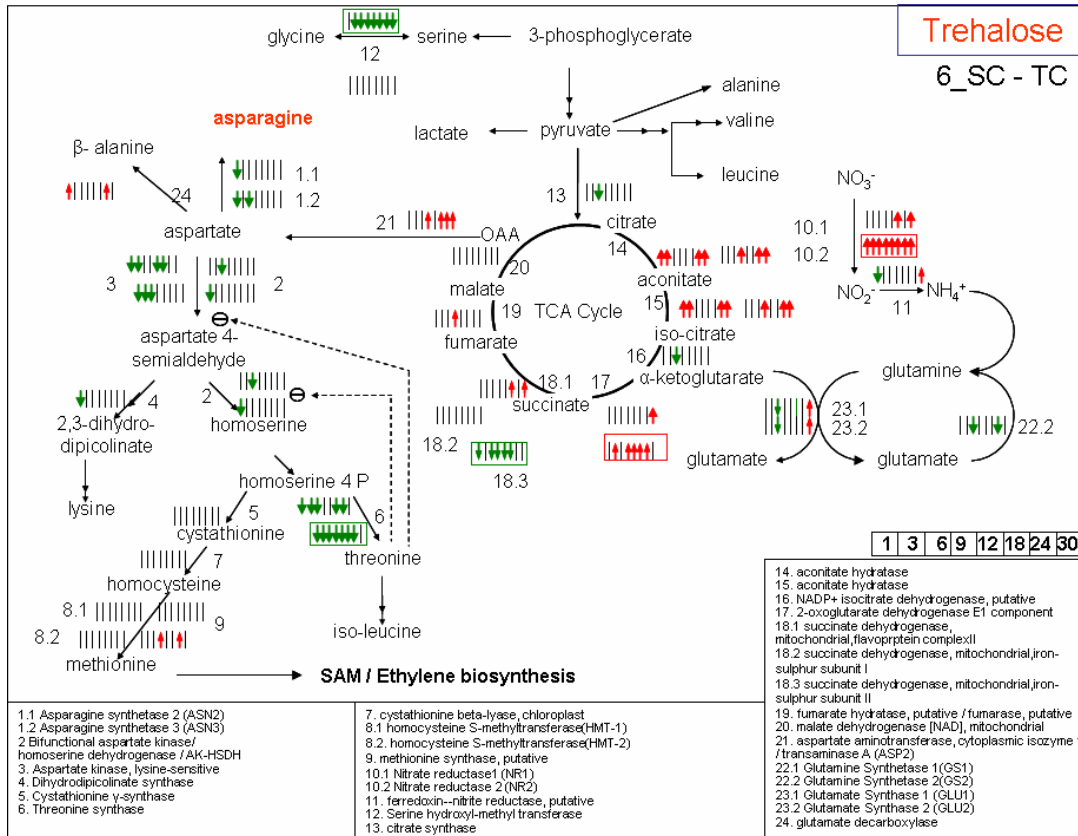 Trehalose
6_SC - TC
glycine
12
serine
3-phosphoglycerate
alanine
asparagine
lactate
pyruvate
valine
leucine
β- alanine
24
1.1
1.2
13
NO₃⁻
10.1
10.2
aspartate
21
OAA
citrate
14
20
aconitate
3
2
malate
15
NO₂⁻
11
NH₄⁺
19
TCA Cycle
iso-citrate
aspartate 4-
semialdehyde
fumarate
16
α-ketoglutarate
glutamine
4
2
18.1
17
succinate
2,3-dihydro-
dipicolinate
homoserine
18.2
18.3
23.1
23.2
22.2
glutamate
glutamate
homoserine 4 P
lysine
5
cystathionine
6
threonine
7
homocysteine
8.1
9
8.2
iso-leucine
methionine
SAM / Ethylene biosynthesis
1 3 6 9 12 18 24 30
14. aconitate hydratase
15. aconitate hydratase
16. NADP+ isocitrate dehydrogenase, putative
17. 2-oxoglutarate dehydrogenase E1 component
18.1 succinate dehydrogenase,
mitochondrial,flavoprptein complexII
18.2 succinate dehydrogenase, mitochondrial,iron-
sulphur subunit I
18.3 succinate dehydrogenase, mitochondrial,iron-
sulphur subunit II
19. fumarate hydratase, putative / fumarase, putative
20. malate dehydrogenase [NAD], mitochondrial
21. aspartate aminotransferase, cytoplasmic isozyme
/ transaminase A (ASP2)
22.1 Glutamine Synthetase 1(GS1)
22.2 Glutamine Synthetase 2(GS2)
23.1 Glutamate Synthase 1 (GLU1)
23.2 Glutamate Synthase 2 (GLU2)
24. glutamate decarboxylase
1.1 Asparagine synthetase 2 (ASN2)
1.2 Asparagine synthetase 3 (ASN3)
2 Bifunctional aspartate kinase/
homoserine dehydrogenase / AK-HSDH
3. Aspartate kinase, lysine-sensitive
4. Dihydrodipicolinate synthase
5. Cystathionine γ-synthase
6. Threonine synthase
7. cystathionine beta-lyase, chloroplast
8.1 homocysteine S-methyltransferase(HMT-1)
8.2. homocysteine S-methyltransferase(HMT-2)
9. methionine synthase, putative
10.1 Nitrate reductase1 (NR1)
10.2 Nitrate reductase 2 (NR2)
11. ferredoxin--nitrite reductase, putative
12. Serine hydroxyl-methyl transferase
13. citrate synthase